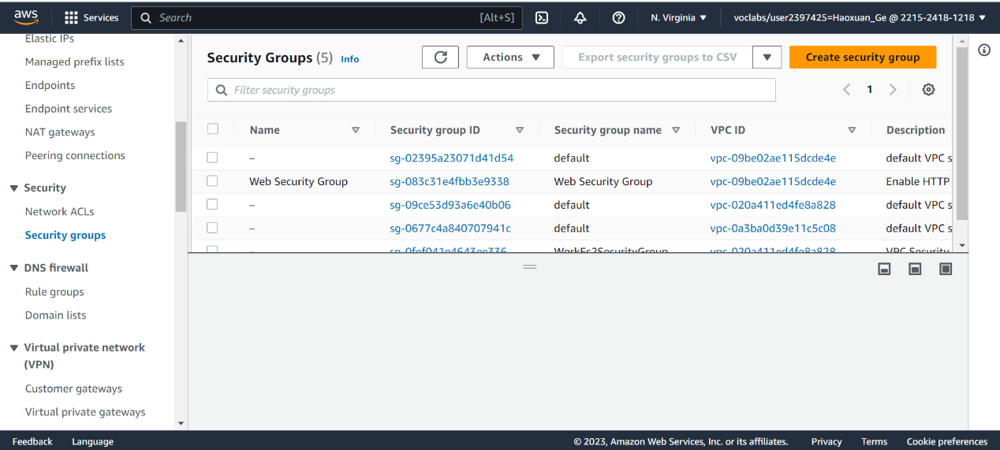 aws
Services
Search
[Alt+S]
N. Virginia
voclabs/user2397425=Haoxuan_Ge @ 2215-2418-1218
Elastic IPs
Managed prefix lists
Endpoints
Endpoint services
NAT gateways
Peering connections
Security
Network ACLs
Security groups
DNS firewall
Rule groups
Domain lists
Virtual private network
(VPN)
Customer gateways
Virtual private gateways
Security Groups (5) Info
Actions
Export security groups to CSV
Create security group
Filter security groups
1
Name Security group ID Security group name VPC ID Description
– sg-02395a23071d41d54 default vpc-09be02ae115dcde4e default VPC s
Web Security Group sg-083c31e4fbb3e9338 Web Security Group vpc-09be02ae115dcde4e Enable HTTP
– sg-09ce53d93a6e40b06 default vpc-020a411ed4fe8a828 default VPC s
– sg-0677c4a840707941c default vpc-0a3ba0d39e11c5c08 default VPC s
– sg-0fef041e4643ee336 WorkEc2SecurityGroup vpc-020a411ed4fe8a828 VPC Security
Feedback Language © 2023, Amazon Web Services, Inc. or its affiliates. Privacy Terms Cookie preferences